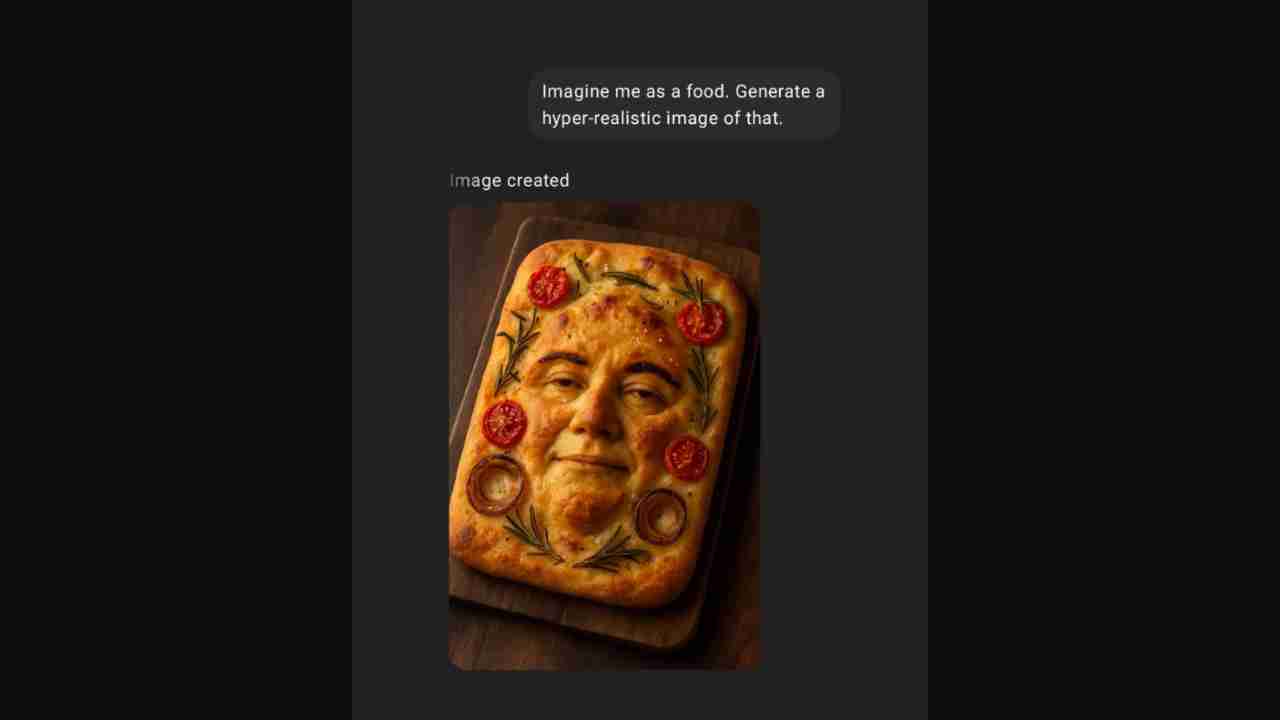 Imagine me as a food. Generate a
hyper-realistic image of that.
Image created